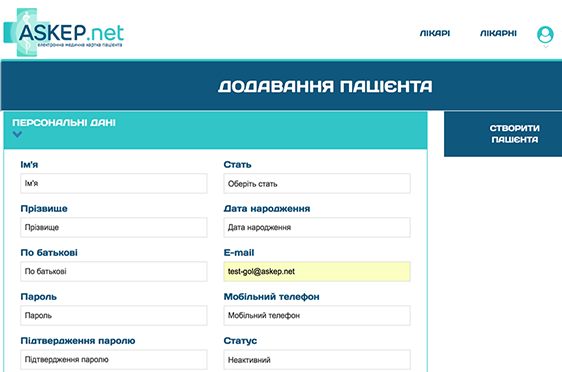 ASKEP.net
електронна медична картка пацієнта
ЛІКАРІ
ЛІКАРНІ
ДОДАВАННЯ ПАЦІЄНТА
ПЕРСОНАЛЬНІ ДАНІ
СТВОРИТИ
ПАЦІЄНТА
Ім'я
Стать
Ім'я
Оберіть стать
Прізвище
Дата народження
Прізвище
Дата народження
По батькові
E-mail
По батькові
test-gol@askep.net
Пароль
Мобільний телефон
Пароль
Мобільний телефон
Підтвердження паролю
Статус
Підтвердження паролю
Неактивний